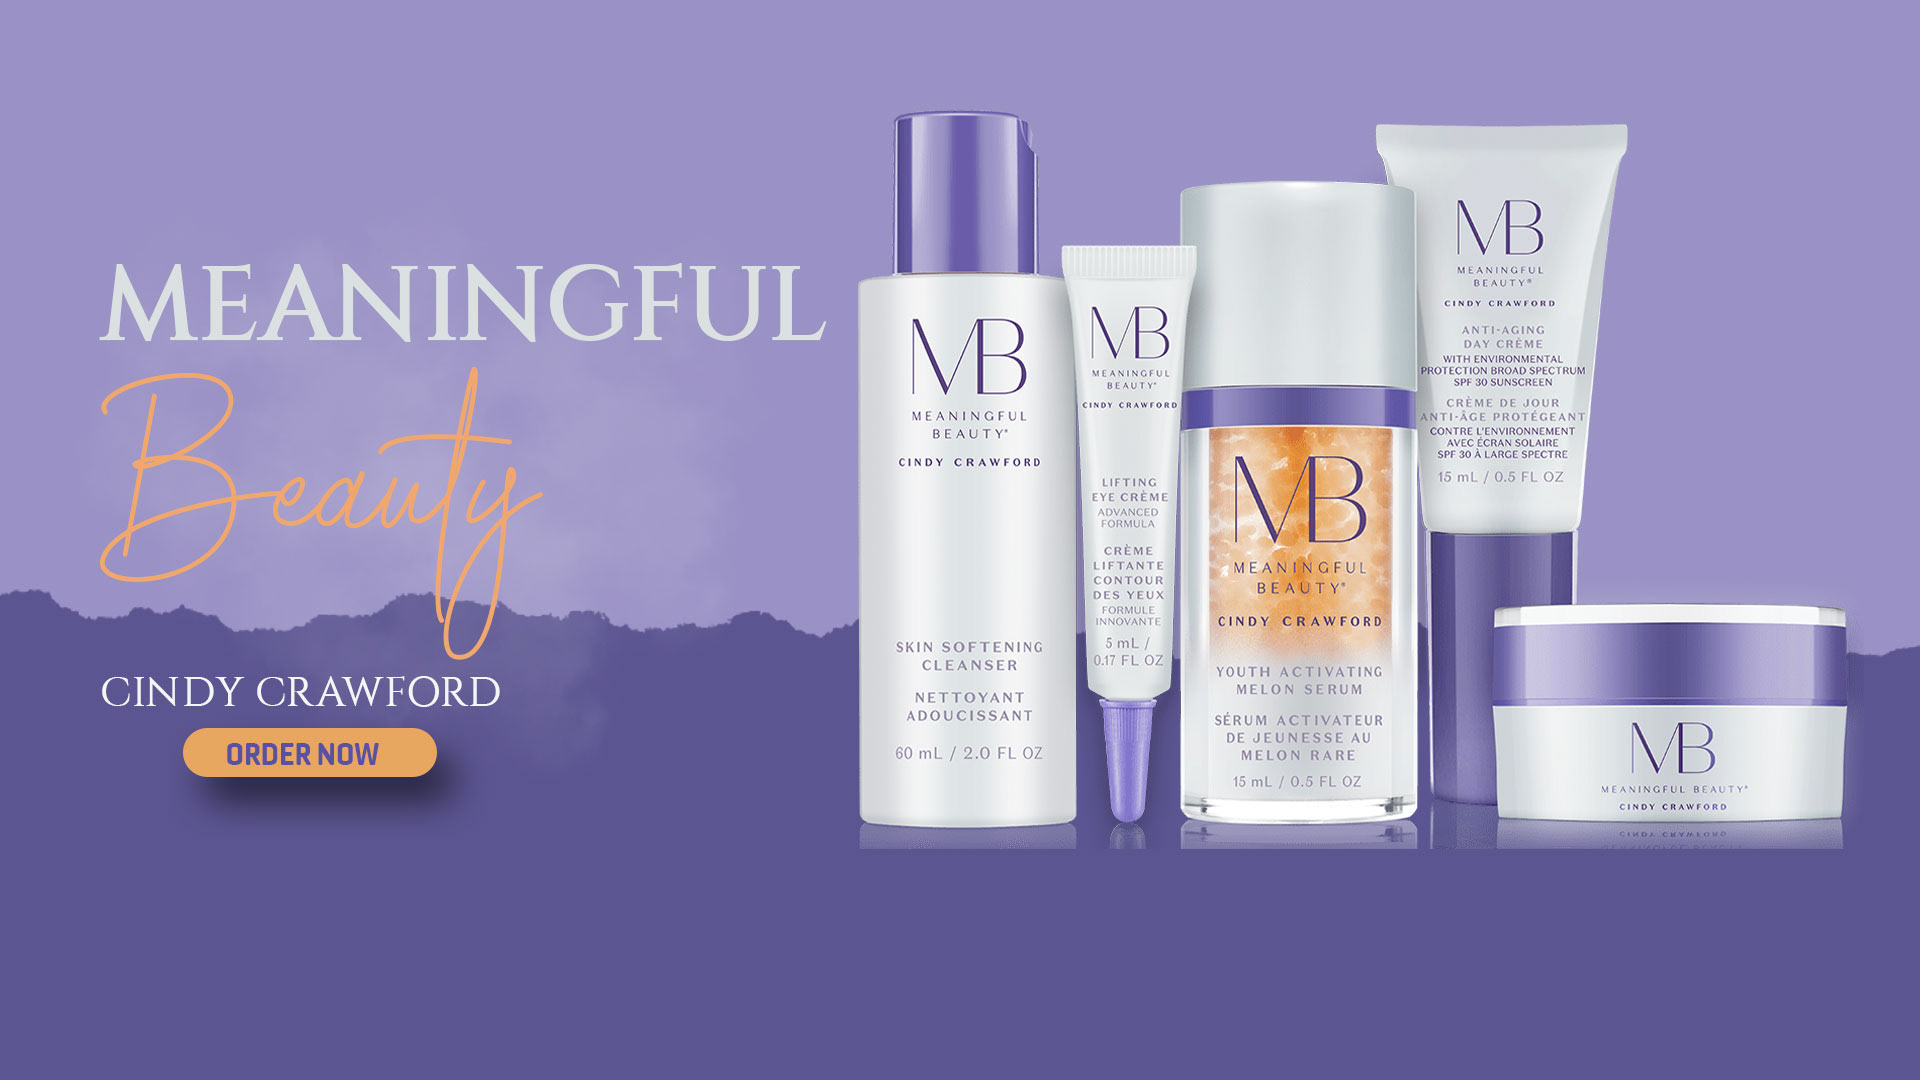 MEANINGFUL
Beauty
CINDY CRAWFORD
ORDER NOW
MB
MEANINGFUL
BEAUTY®
CINDY CRAWFORD
SKIN SOFTENING
CLEANSER
NETTOYANT
ADOUCISSANT
60 mL / 2.0 FL OZ
MB
MEANINGFUL
BEAUTY®
CINDY CRAWFORD
LIFTING
EYE CRÈME
ADVANCED
FORMULA
CRÈME
LIFTANTE
CONTOUR
DES YEUX
FORMULE
INNOVANTE
5 mL /
0.17 FL OZ
MB
MEANINGFUL
BEAUTY®
CINDY CRAWFORD
YOUTH ACTIVATING
MELON SERUM
SÉRUM ACTIVATEUR
DE JEUNESSE AU
MELON RARE
15 mL / 0.5 FL OZ
MB
MEANINGFUL
BEAUTY®
CINDY CRAWFORD
ANTI-AGING
DAY CRÈME
WITH ENVIRONMENTAL
PROTECTION BROAD SPECTRUM
SPF 30 SUNSCREEN
CRÈME DE JOUR
ANTI-ÂGE PROTÉGEANT
CONTRE L'ENVIRONNEMENT
AVEC ÉCRAN SOLAIRE
SPF 30 À LARGE SPECTRE
15 mL / 0.5 FL OZ
MB
MEANINGFUL BEAUTY®
CINDY CRAWFORD